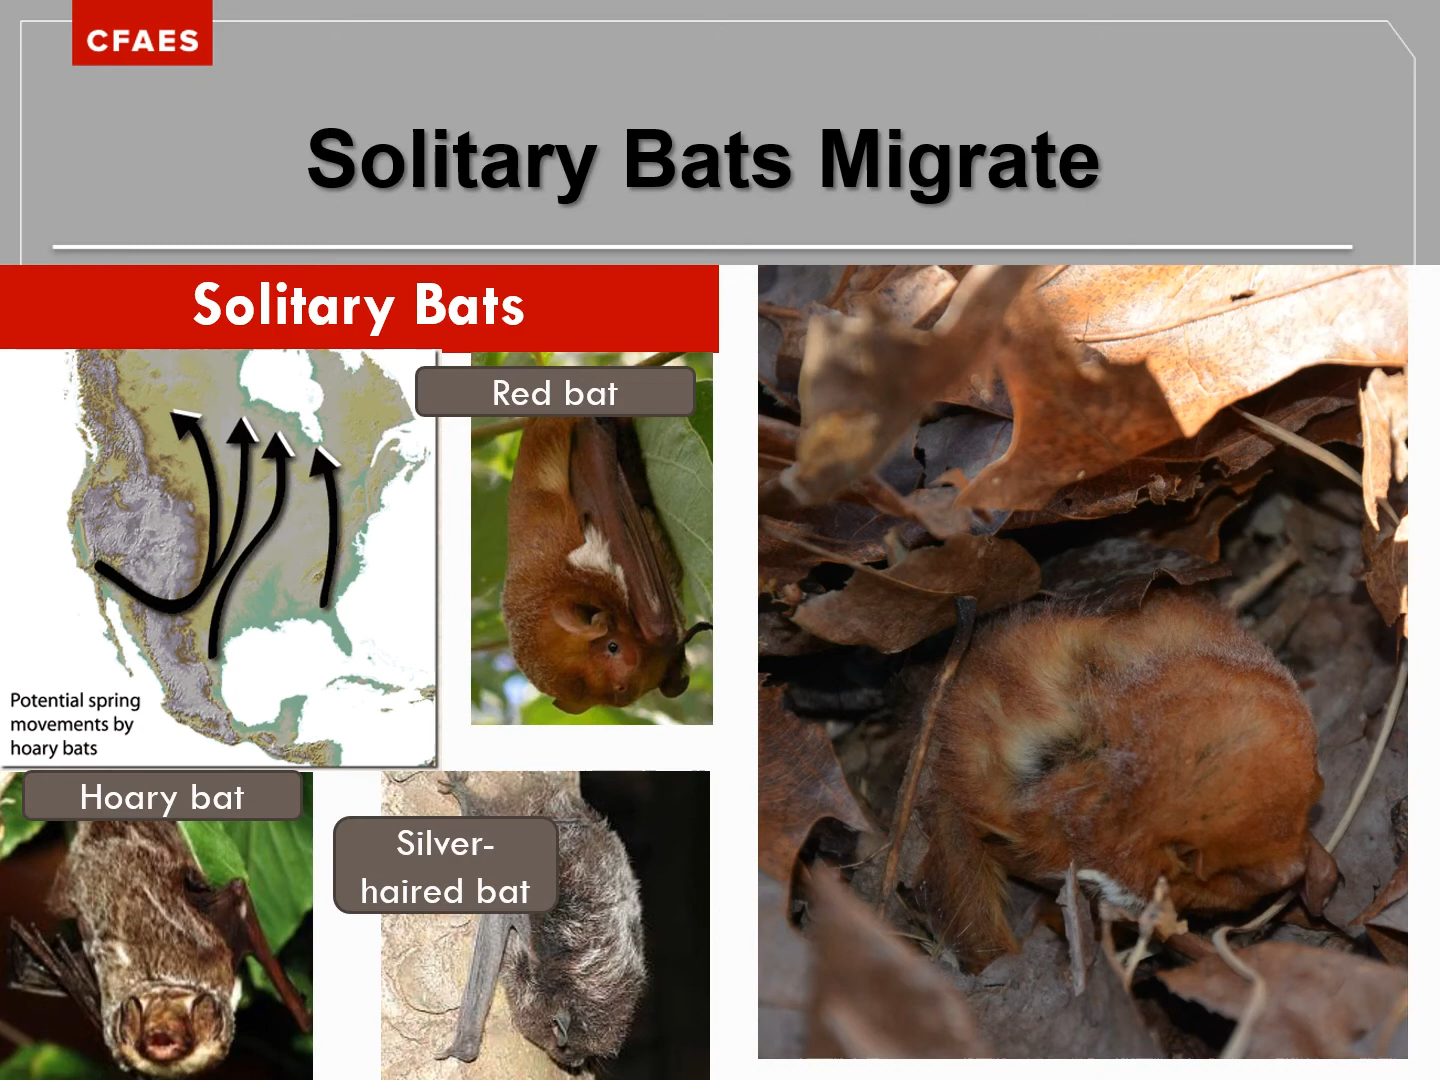 CFAES
Solitary Bats Migrate
Solitary Bats
Red bat
Potential spring
movements by
hoary bats
Hoary bat
Silver-
haired bat